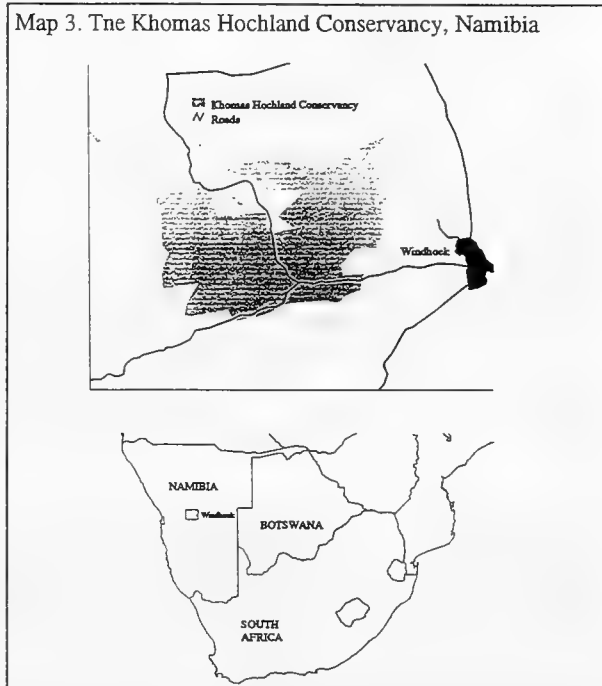 Map 3. Tne Khomas Hochland Conservancy, Namibia
Khomas Hochland Conservancy
Roads
Windhoek
NAMIBIA
Windhoek
BOTSWANA
SOUTH
AFRICA